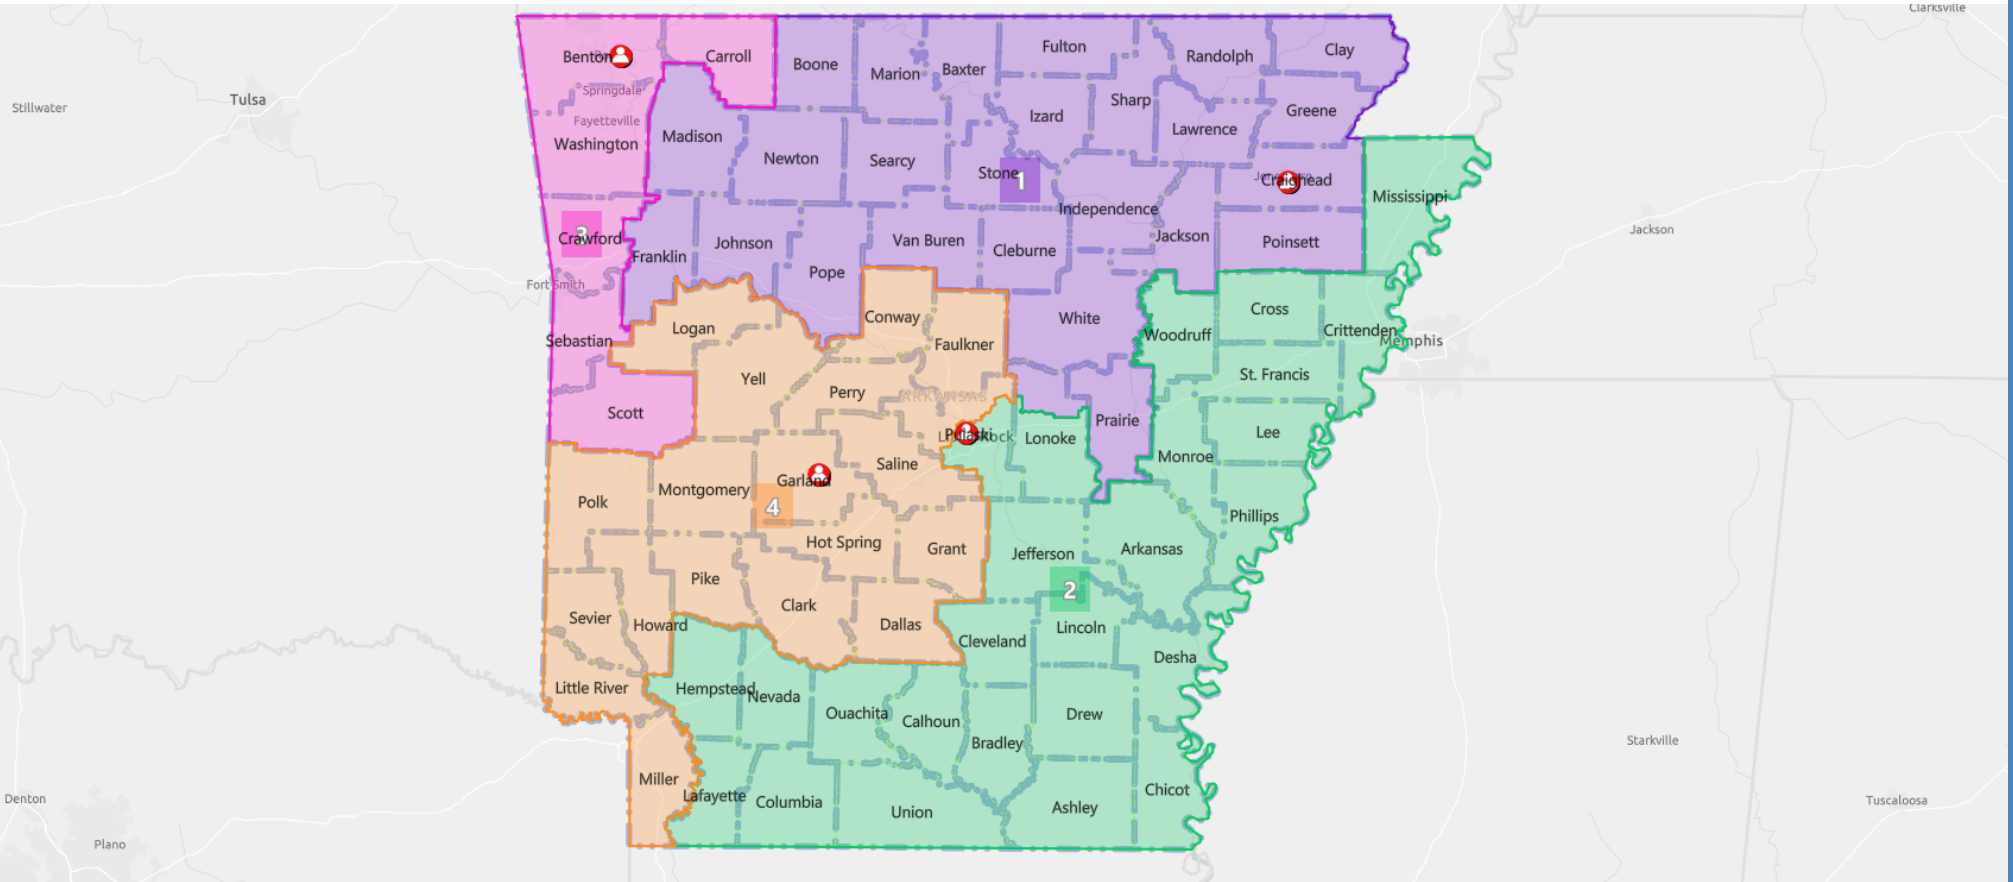 Clarksville
Stillwater
Tulsa
Benton
Carroll
Boone
Marion
Baxter
Fulton
Randolph
Clay
Springdale
Fayetteville
Washington
Madison
Newton
Searcy
Stone
Izard
Sharp
Lawrence
Greene
1
Craighead
Mississippi
3
Crawford
Franklin
Johnson
Pope
Van Buren
Cleburne
Independence
Jackson
Poinsett
Jackson
Fort Smith
Sebastian
Logan
Conway
Faulkner
White
Woodruff
Cross
Crittenden
Memphis
Scott
Yell
Perry
ARKANSAS
Prairie
St. Francis
Lee
Pulaski
Lonoke
Monroe
Polk
Montgomery
Garland
Saline
4
Phillips
Hot Spring
Grant
Jefferson
Arkansas
2
Pike
Clark
Dallas
Sevier
Howard
Cleveland
Lincoln
Desha
Little River
Hempstead
Nevada
Ouachita
Calhoun
Bradley
Drew
Starkville
Miller
Lafayette
Columbia
Union
Ashley
Chicot
Denton
Plano
Tuscaloosa